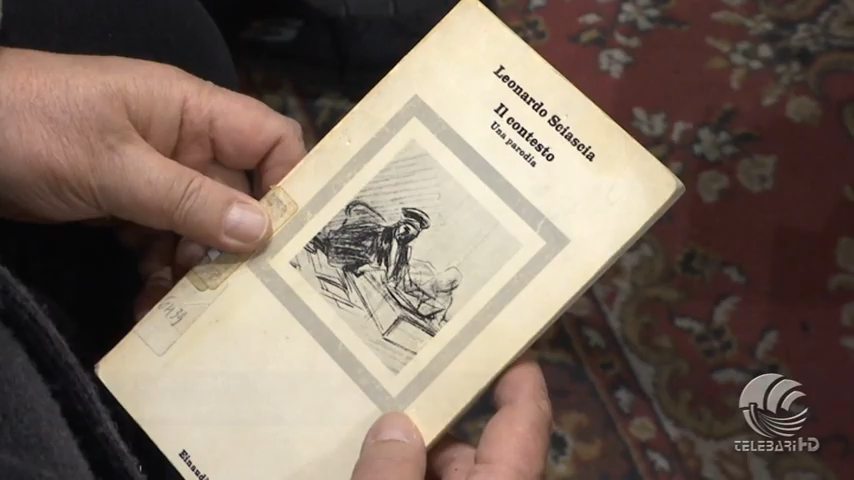 Leonardo Sciascia
Il contesto
Una parodia
Einaudi
TELEBARI HD